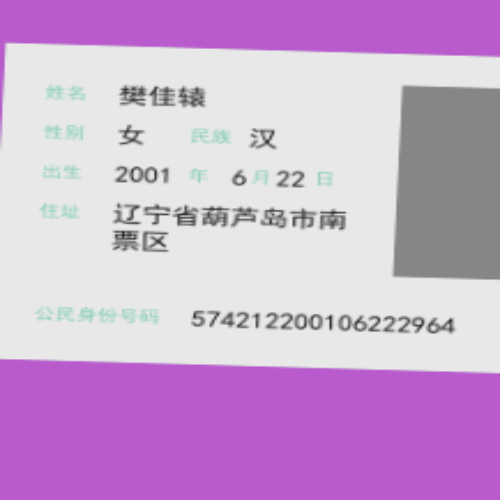 姓名 樊佳辕
性别 女 民族 汉
出生 2001 年 6 月 22 日
住址 辽宁省葫芦岛市南
票区
公民身份号码 574212200106222964